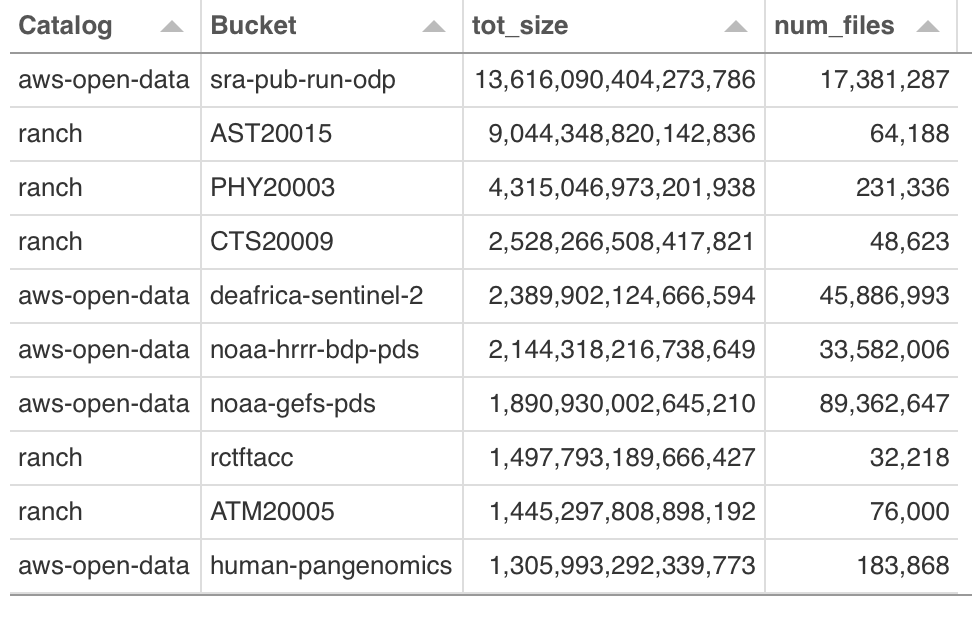 Catalog Bucket tot_size num_files
aws-open-data sra-pub-run-odp 13,616,090,404,273,786 17,381,287
ranch AST20015 9,044,348,820,142,836 64,188
ranch PHY20003 4,315,046,973,201,938 231,336
ranch CTS20009 2,528,266,508,417,821 48,623
aws-open-data deafrica-sentinel-2 2,389,902,124,666,594 45,886,993
aws-open-data noaa-hrrr-bdp-pds 2,144,318,216,738,649 33,582,006
aws-open-data noaa-gefs-pds 1,890,930,002,645,210 89,362,647
ranch rctftacc 1,497,793,189,666,427 32,218
ranch ATM20005 1,445,297,808,898,192 76,000
aws-open-data human-pangenomics 1,305,993,292,339,773 183,868